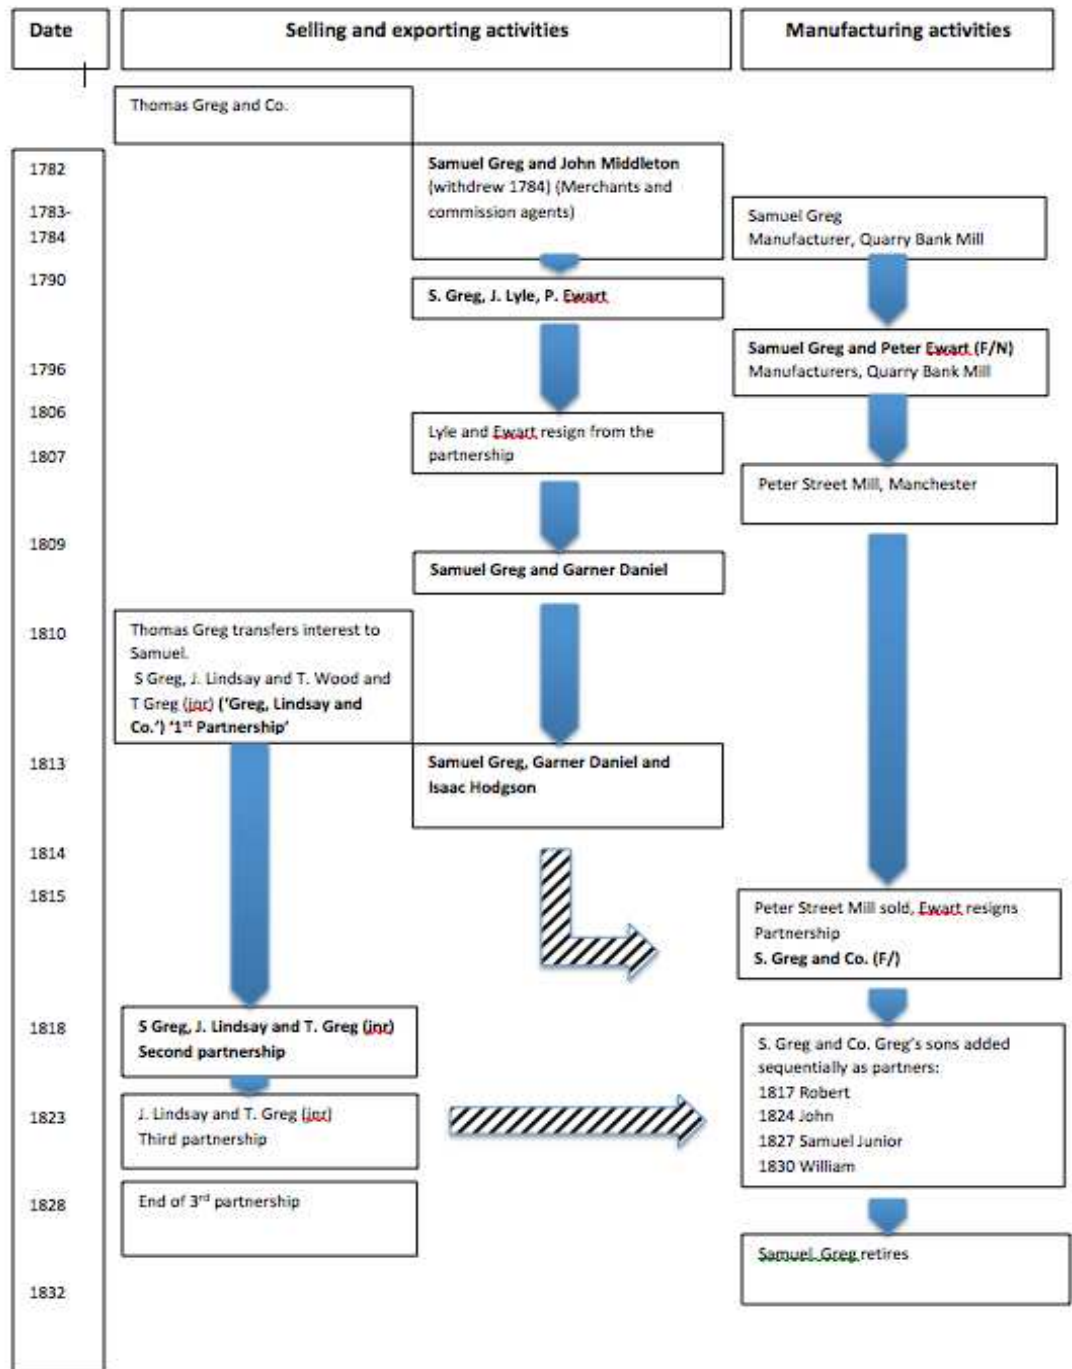 Date
Selling and exporting activities
Manufacturing activities
Thomas Greg and Co.
1782
1783-
1784
1790
1796
1806
1807
1809
1810
1813
1814
1815
1818
1823
1828
1832
Samuel Greg and John Middleton
(withdrew 1784) (Merchants and
commission agents)
S. Greg, J. Lyle, P. Ewart
Lyle and Ewart resign from the
partnership
Samuel Greg and Garner Daniel
Thomas Greg transfers interest to
Samuel.
S Greg, J. Lindsay and T. Wood and
T Greg (jnr) ('Greg, Lindsay and
Co.') '1st Partnership'
Samuel Greg, Garner Daniel and
Isaac Hodgson
S Greg, J. Lindsay and T. Greg (jnr)
Second partnership
J. Lindsay and T. Greg (jnr)
Third partnership
End of 3rd partnership
Samuel Greg
Manufacturer, Quarry Bank Mill
Samuel Greg and Peter Ewart (F/N)
Manufacturers, Quarry Bank Mill
Peter Street Mill, Manchester
Peter Street Mill sold, Ewart resigns
Partnership
S. Greg and Co. (F/)
S. Greg and Co. Greg's sons added
sequentially as partners:
1817 Robert
1824 John
1827 Samuel Junior
1830 William
Samuel Greg retires